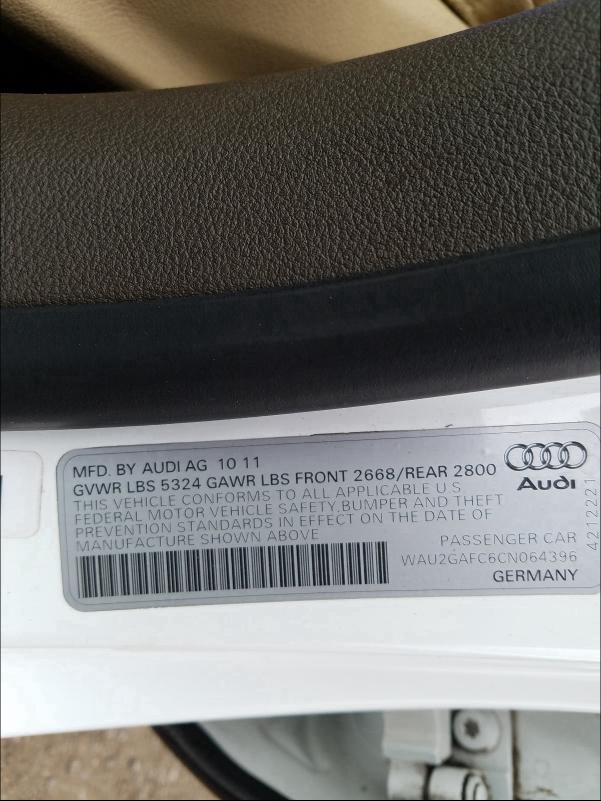 MFD. BY AUDI AG 10 11
GVWR LBS 5324 GAWR LBS FRONT 2668/REAR 2800
THIS VEHICLE CONFORMS TO ALL APPLICABLE U.S
FEDERAL MOTOR VEHICLE SAFETY,BUMPER AND THEFT
PREVENTION STANDARDS IN EFFECT ON THE DATE OF
MANUFACTURE SHOWN ABOVE
Audi
PASSENGER CAR
WAU2GAFC6CN064396
GERMANY
42122221